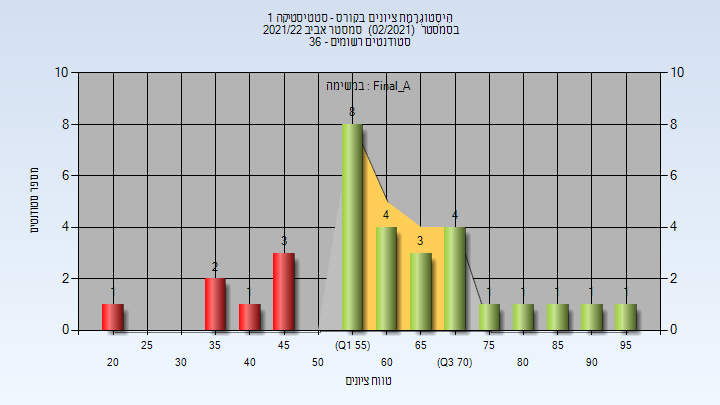 הִיסְטוֹגְרָמַת ציונים בקורס - סטטיסטיקה 1
בסמסטר (02/2021) סמסטר אביב 2021/22
סטודנטים רשומים - 36
במשימה : Final_A
מספר סטודנטים
10 10
8 8
6 6
4 4
2 2
0 0
1 2 1 3 8 4 3 4 1 1 1 1 1
25 35 45 (Q1 55) 65 75 85 95
20 30 40 50 60 (Q3 70) 80 90
טווח ציונים